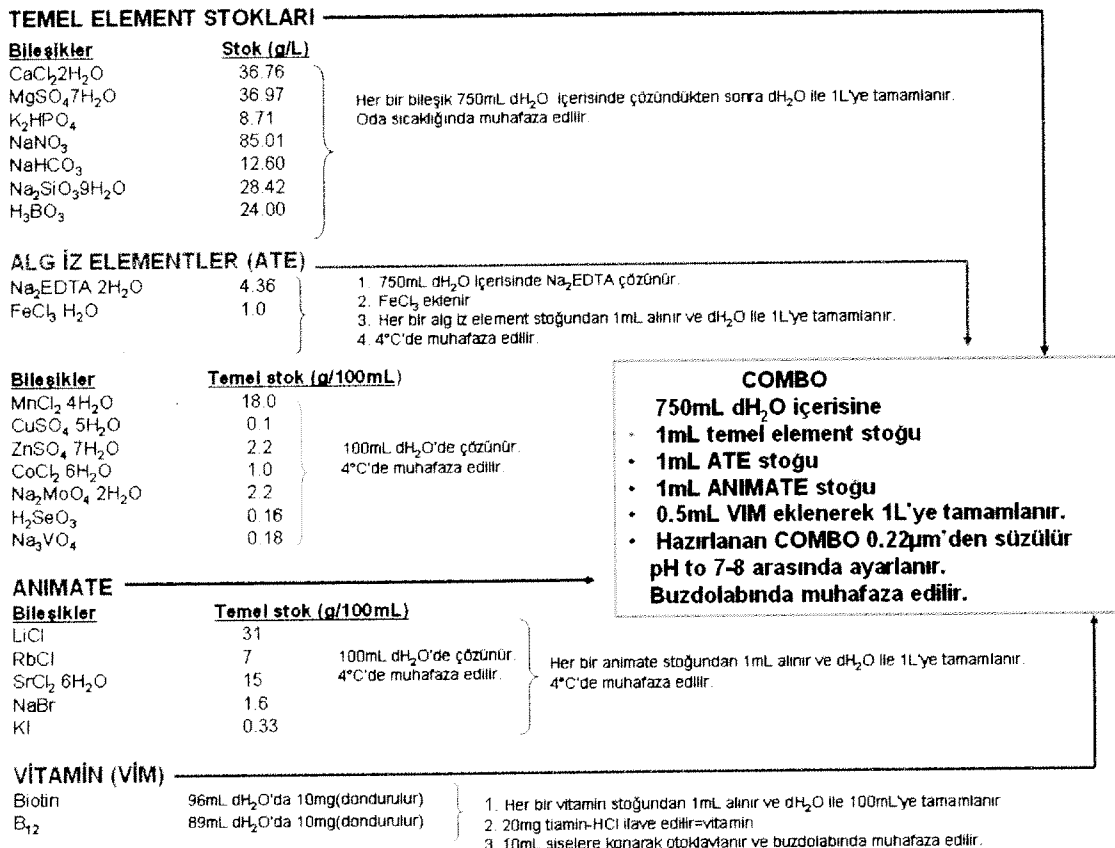 TEMEL ELEMENT STOKLARI
Bileşikler Stok (g/L)
CaCl₂2H₂O 36.76
MgSO₄7H₂O 36.97
K₂HPO₄ 8.71
NaNO₃ 85.01
NaHCO₃ 12.60
Na₂SiO₃9H₂O 28.42
H₃BO₃ 24.00
Her bir bileşik 750mL dH₂O içerisinde çözündükten sonra dH₂O ile 1L'ye tamamlanır.
Oda sıcaklığında muhafaza edilir.
ALG İZ ELEMENTLER (ATE)
Na₂EDTA 2H₂O 4.36
FeCl₃ H₂O 1.0
1. 750mL dH₂O içerisinde Na₂EDTA çözünür.
2. FeCl₃ eklenir
3. Her bir alg iz element stoğundan 1mL alınır ve dH₂O ile 1L'ye tamamlanır.
4. 4°C'de muhafaza edilir.
Bileşikler Temel stok (g/100mL)
MnCl₂ 4H₂O 18.0
CuSO₄ 5H₂O 0.1
ZnSO₄ 7H₂O 2.2
CoCl₂ 6H₂O 1.0
Na₂MoO₄ 2H₂O 2.2
H₂SeO₃ 0.16
Na₃VO₄ 0.18
100mL dH₂O'de çözünür.
4°C'de muhafaza edilir.
COMBO
750mL dH₂O içerisine
• 1mL temel element stoğu
• 1mL ATE stoğu
• 1mL ANIMATE stoğu
• 0.5mL VIM eklenerek 1L'ye tamamlanır.
• Hazırlanan COMBO 0.22µm'den süzülür
pH to 7-8 arasında ayarlanır.
Buzdolabında muhafaza edilir.
ANIMATE
Bileşikler Temel stok (g/100mL)
LiCl 31
RbCl 7
SrCl₂ 6H₂O 15
NaBr 1.6
KI 0.33
100mL dH₂O'de çözünür.
4°C'de muhafaza edilir.
Her bir animate stoğundan 1mL alınır ve dH₂O ile 1L'ye tamamlanır.
4°C'de muhafaza edilir.
VİTAMİN (VİM)
Biotin 96mL dH₂O'da 10mg(dondurulur)
B₁₂ 89mL dH₂O'da 10mg(dondurulur)
1. Her bir vitamin stoğundan 1mL alınır ve dH₂O ile 100mL'ye tamamlanır
2. 20mg tiamin-HCl ilave edilir=vitamin
3. 10mL şişelere konarak otoklavlanır ve buzdolabında muhafaza edilir.